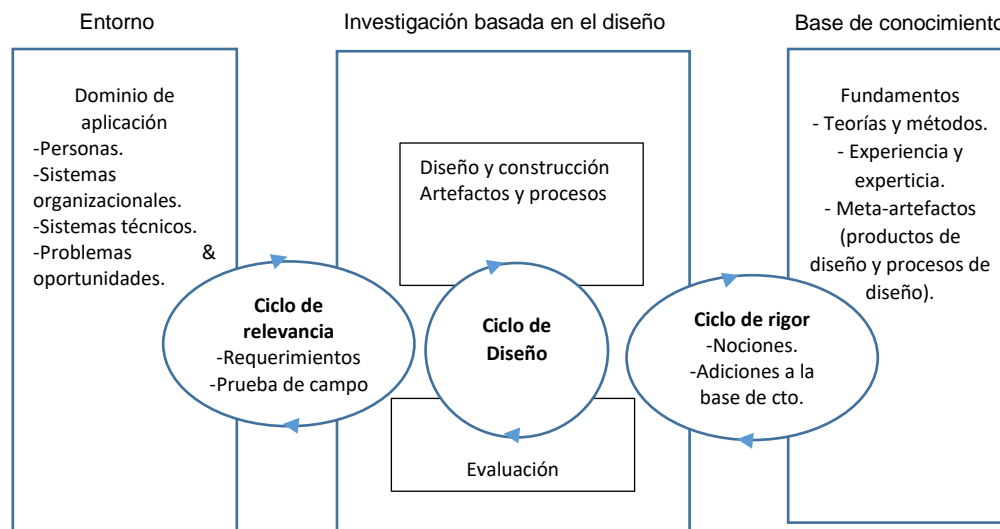 Entorno
Investigación basada en el diseño
Base de conocimiento
Dominio de
aplicación
-Personas.
-Sistemas
organizacionales.
-Sistemas técnicos.
-Problemas &
oportunidades.
Diseño y construcción
Artefactos y procesos
Fundamentos
- Teorías y métodos.
- Experiencia y
experticia.
- Meta-artefactos
(productos de
diseño y procesos de
diseño).
Ciclo de
relevancia
-Requerimientos
-Prueba de campo
Ciclo de
Diseño
Ciclo de rigor
-Nociones.
-Adiciones a la
base de cto.
Evaluación